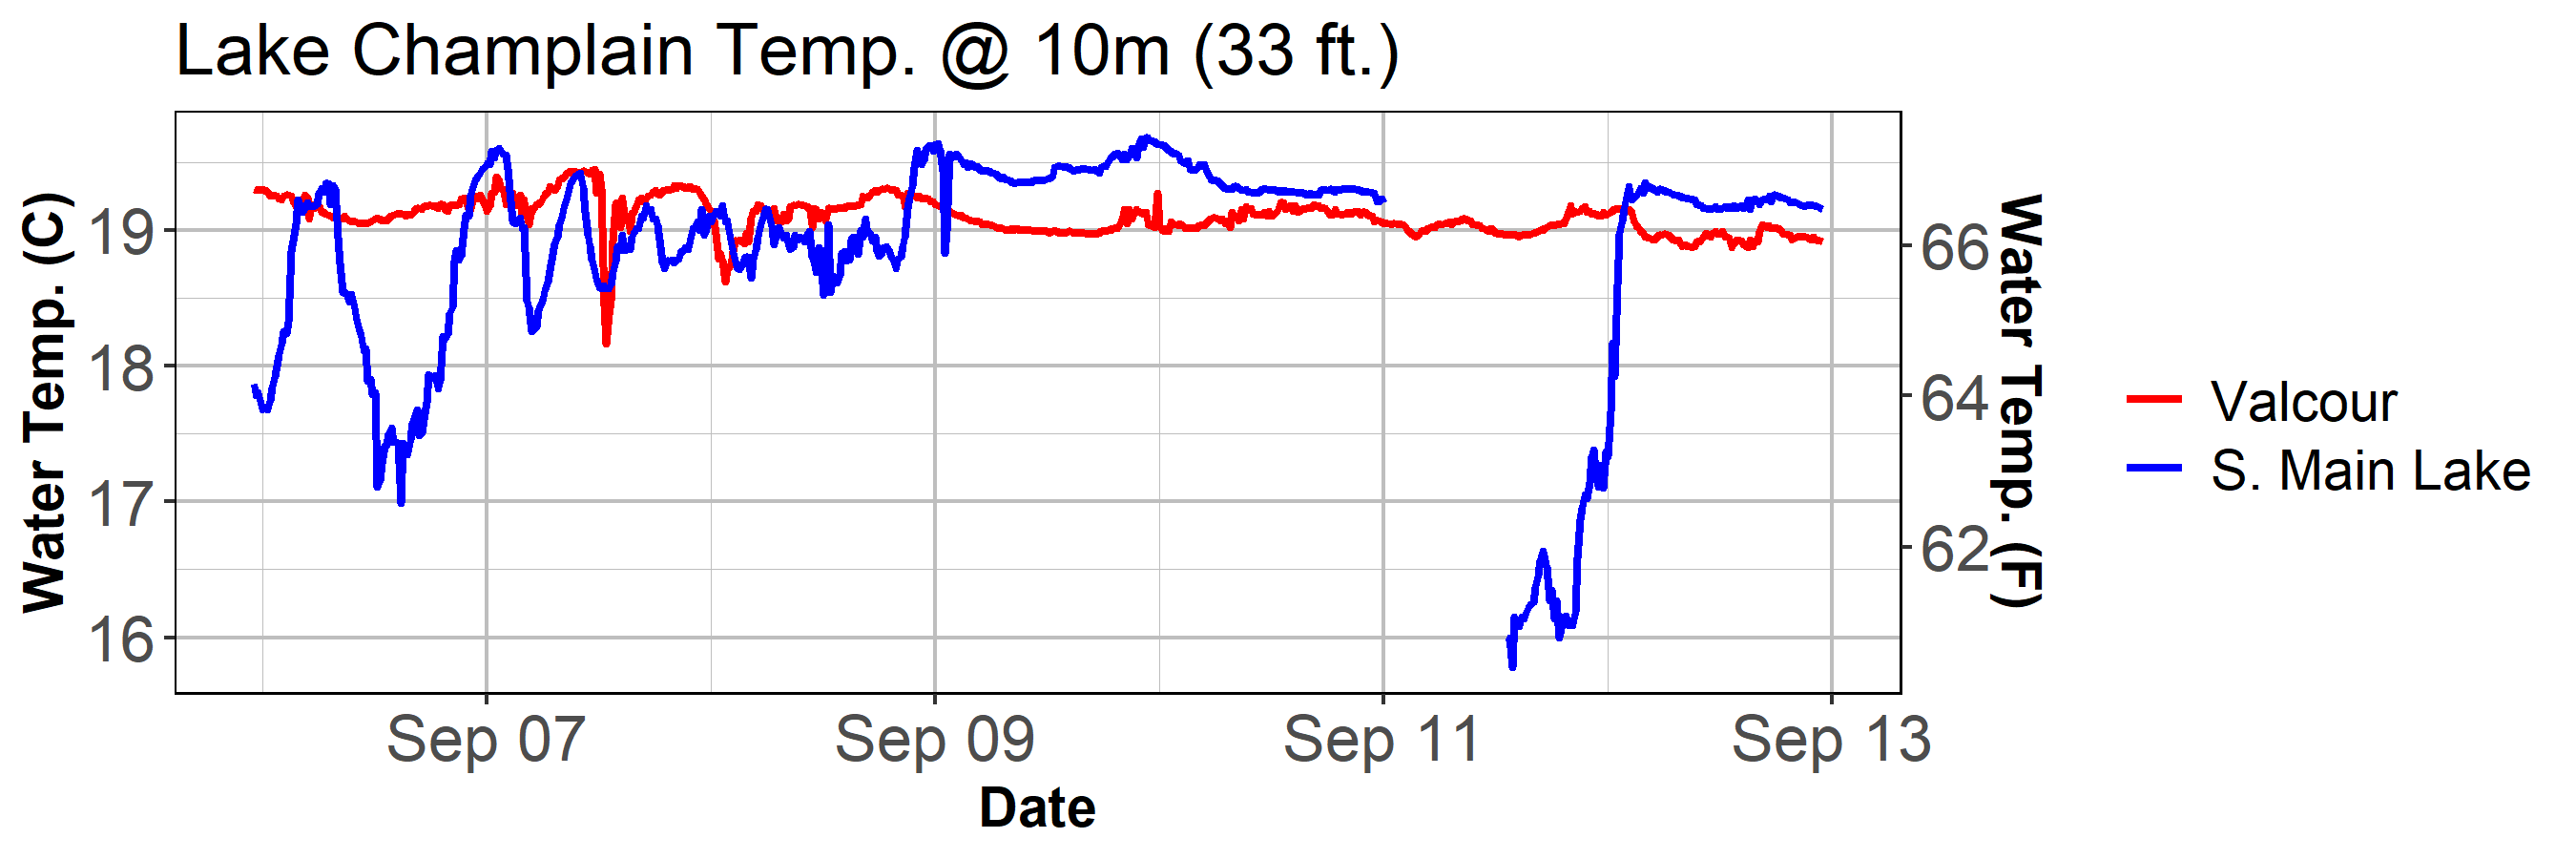 Lake Champlain Temp. @ 10m (33 ft.)
Water Temp. (C)
19
18
17
16
66
64
62
Water Temp. (F)
Sep 07
Sep 09
Sep 11
Sep 13
Date
Valcour
S. Main Lake